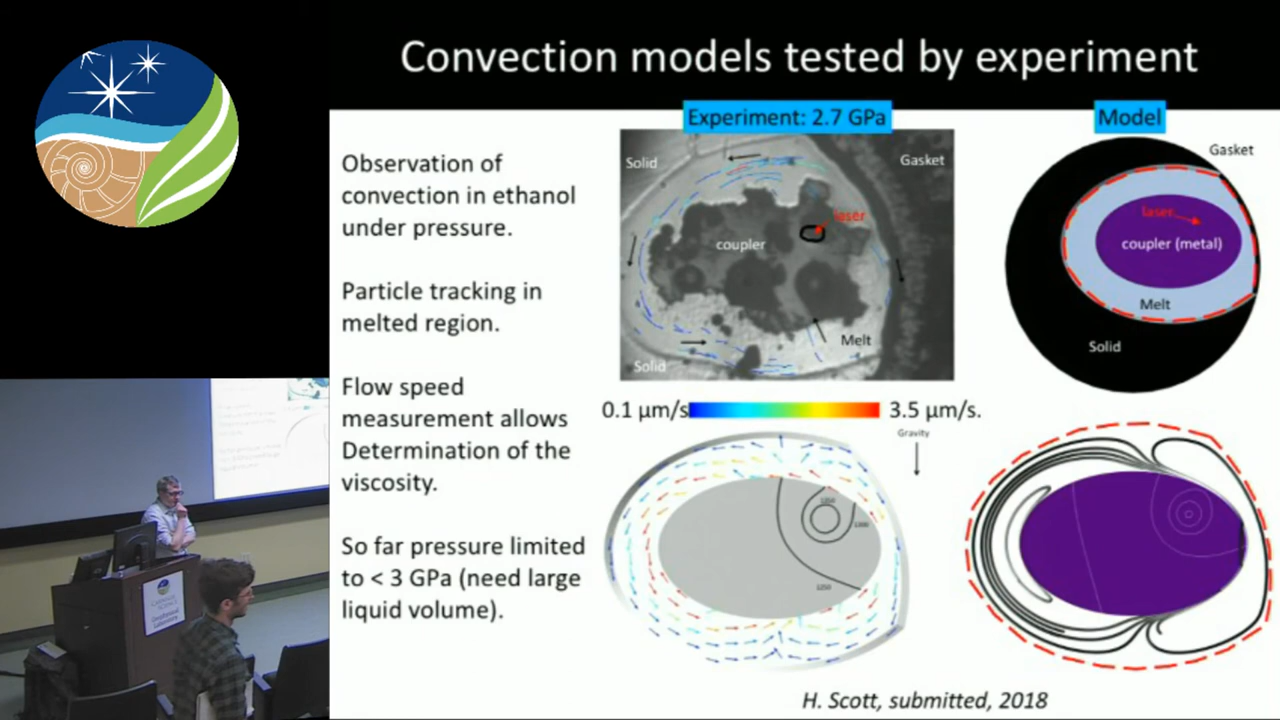 Convection models tested by experiment
Observation of
convection in ethanol
under pressure.
Particle tracking in
melted region.
Flow speed
measurement allows
Determination of the
viscosity.
So far pressure limited
to < 3 GPa (need large
liquid volume).
Experiment: 2.7 GPa
Solid
Gasket
laser
coupler
Melt
Solid
Model
Gasket
laser
coupler (metal)
Melt
Solid
0.1 μm/s
3.5 μm/s.
Gravity
H. Scott, submitted, 2018